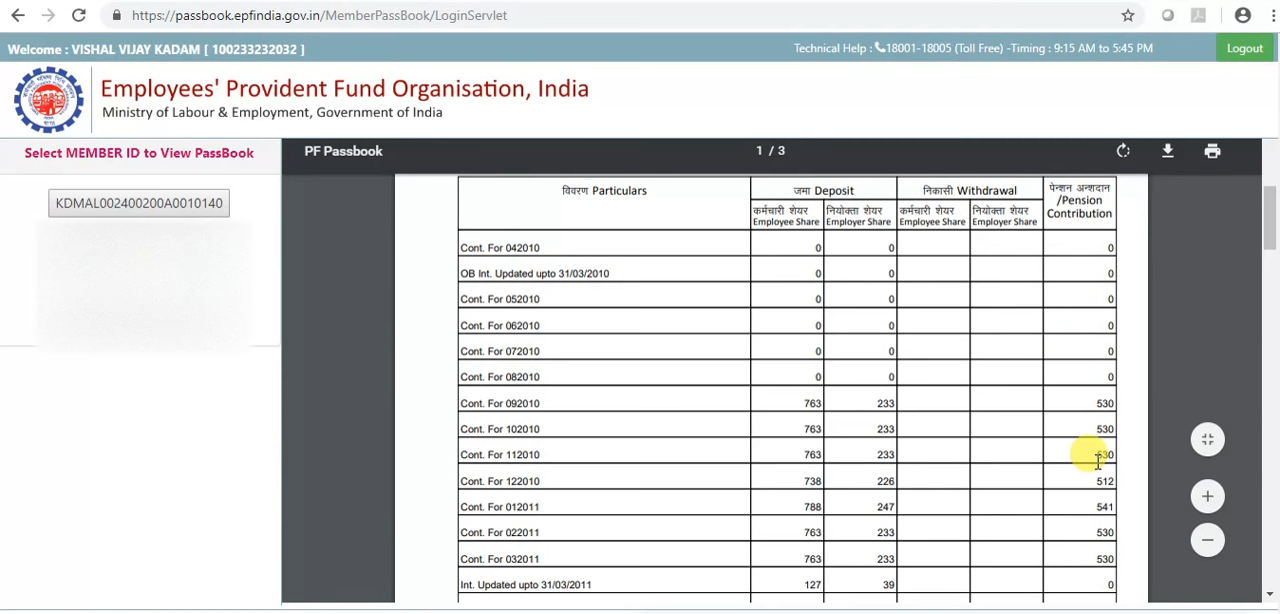 https://passbook.epfindia.gov.in/MemberPassBook/LoginServlet
Welcome : VISHAL VIJAY KADAM [ 100233232032 ] Technical Help : 18001-18005 (Toll Free) -Timing : 9:15 AM to 5:45 PM Logout
Employees' Provident Fund Organisation, India
Ministry of Labour & Employment, Government of India
Select MEMBER ID to View PassBook
KDMAL002400200A0010140
PF Passbook 1 / 3
विवरण Particulars जमा Deposit निकासी Withdrawal पेन्शन अन्शदान
/Pension
Contribution
कर्मचारी शेयर नियोक्ता शेयर कर्मचारी शेयर नियोक्ता शेयर
Employee Share Employer Share Employee Share Employer Share
Cont. For 042010 0 0 0
OB Int. Updated upto 31/03/2010 0 0 0
Cont. For 052010 0 0 0
Cont. For 062010 0 0 0
Cont. For 072010 0 0 0
Cont. For 082010 0 0 0
Cont. For 092010 763 233 530
Cont. For 102010 763 233 530
Cont. For 112010 763 233 530
Cont. For 122010 738 226 512
Cont. For 012011 788 247 541
Cont. For 022011 763 233 530
Cont. For 032011 763 233 530
Int. Updated upto 31/03/2011 127 39 0